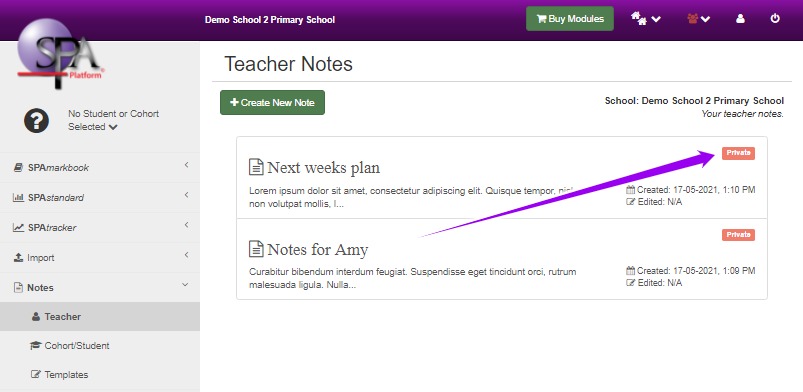 Demo School 2 Primary School
Buy Modules
SPA
Platform
No Student or Cohort
Selected
SPAmarkbook
SPAstandard
SPAtracker
Import
Notes
Teacher
Cohort/Student
Templates
Teacher Notes
Create New Note
School: Demo School 2 Primary School
Your teacher notes.
Private
Next weeks plan
Lorem ipsum dolor sit amet, consectetur adipiscing elit. Quisque tempor,
non volutpat mollis, l...
Created: 17-05-2021, 1:10 PM
Edited: N/A
Private
Notes for Amy
Curabitur bibendum interdum feugiat. Suspendisse eget tincidunt orci, rutrum
malesuada ligula. Nulla...
Created: 17-05-2021, 1:09 PM
Edited: N/A